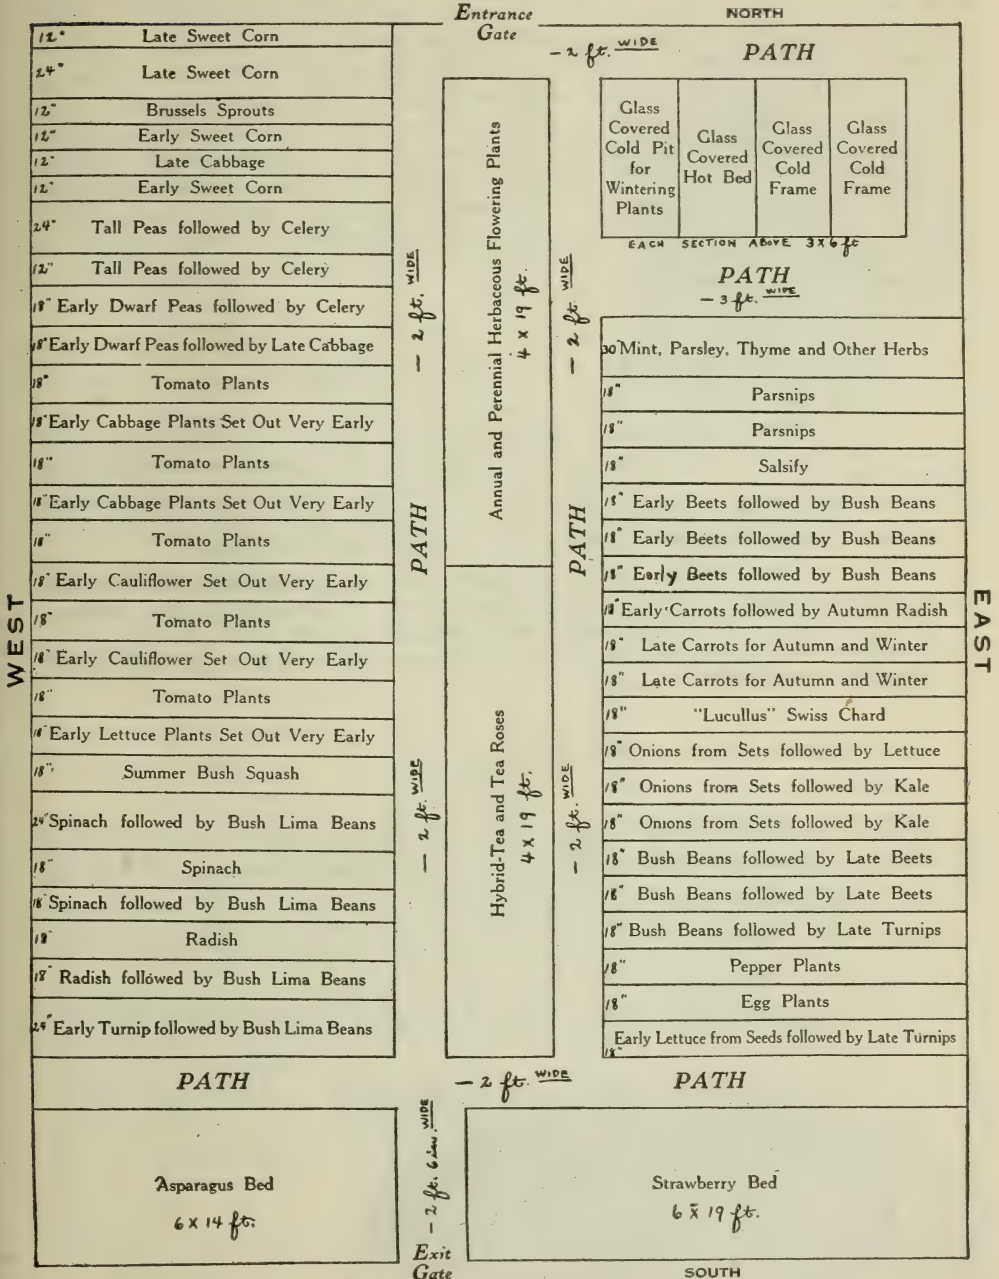 Entrance
Gate
NORTH
- 2 ft. WIDE
PATH
12" Late Sweet Corn
24" Late Sweet Corn
12" Brussels Sprouts
12" Early Sweet Corn
12" Late Cabbage
12" Early Sweet Corn
24" Tall Peas followed by Celery
12" Tall Peas followed by Celery
18" Early Dwarf Peas followed by Celery
18" Early Dwarf Peas followed by Late Cabbage
18" Tomato Plants
18" Early Cabbage Plants Set Out Very Early
18" Tomato Plants
18" Early Cabbage Plants Set Out Very Early
18" Tomato Plants
18" Early Cauliflower Set Out Very Early
18" Tomato Plants
18" Early Cauliflower Set Out Very Early
18" Tomato Plants
18" Early Lettuce Plants Set Out Very Early
18" Summer Bush Squash
24" Spinach followed by Bush Lima Beans
18" Spinach
18" Spinach followed by Bush Lima Beans
18" Radish
18" Radish followed by Bush Lima Beans
24" Early Turnip followed by Bush Lima Beans
WEST
- 2 ft. WIDE
PATH
- 2 ft. WIDE
Annual and Perennial Herbaceous Flowering Plants
4 x 19 ft.
Hybrid-Tea and Tea Roses
4 x 19 ft.
- 2 ft. WIDE
PATH
- 2 ft. WIDE
Glass
Covered
Cold Pit
for
Wintering
Plants
Glass
Covered
Hot Bed
Glass
Covered
Cold
Frame
Glass
Covered
Cold
Frame
EACH SECTION ABOVE 3 X 6 ft
PATH
- 3 ft. WIDE
30" Mint, Parsley, Thyme and Other Herbs
18" Parsnips
18" Parsnips
18" Salsify
18" Early Beets followed by Bush Beans
18" Early Beets followed by Bush Beans
18" Early Beets followed by Bush Beans
18" Early Carrots followed by Autumn Radish
18" Late Carrots for Autumn and Winter
18" Late Carrots for Autumn and Winter
18" "Lucullus" Swiss Chard
18" Onions from Sets followed by Lettuce
18" Onions from Sets followed by Kale
18" Onions from Sets followed by Kale
18" Bush Beans followed by Late Beets
18" Bush Beans followed by Late Beets
18" Bush Beans followed by Late Turnips
18" Pepper Plants
18" Egg Plants
Early Lettuce from Seeds followed by Late Turnips
18"
EAST
PATH
- 2 ft. WIDE
PATH
Asparagus Bed
6 X 14 ft.
- 2 ft. 6 in. WIDE
Strawberry Bed
6 X 19 ft.
Exit
Gate
SOUTH